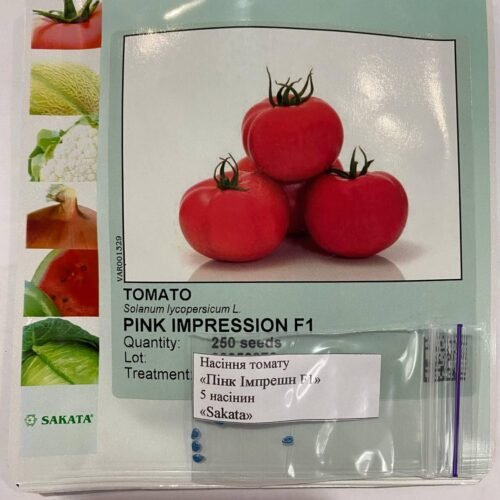 VAR001329
TOMATO
Solanum lycopersicum L.
PINK IMPRESSION F1
Quantity: 250 seeds
Lot:
Treatment:
Насіння томату
«Пінк Імпрешн F1»
5 насінин
«Sakata»
SAKATA®